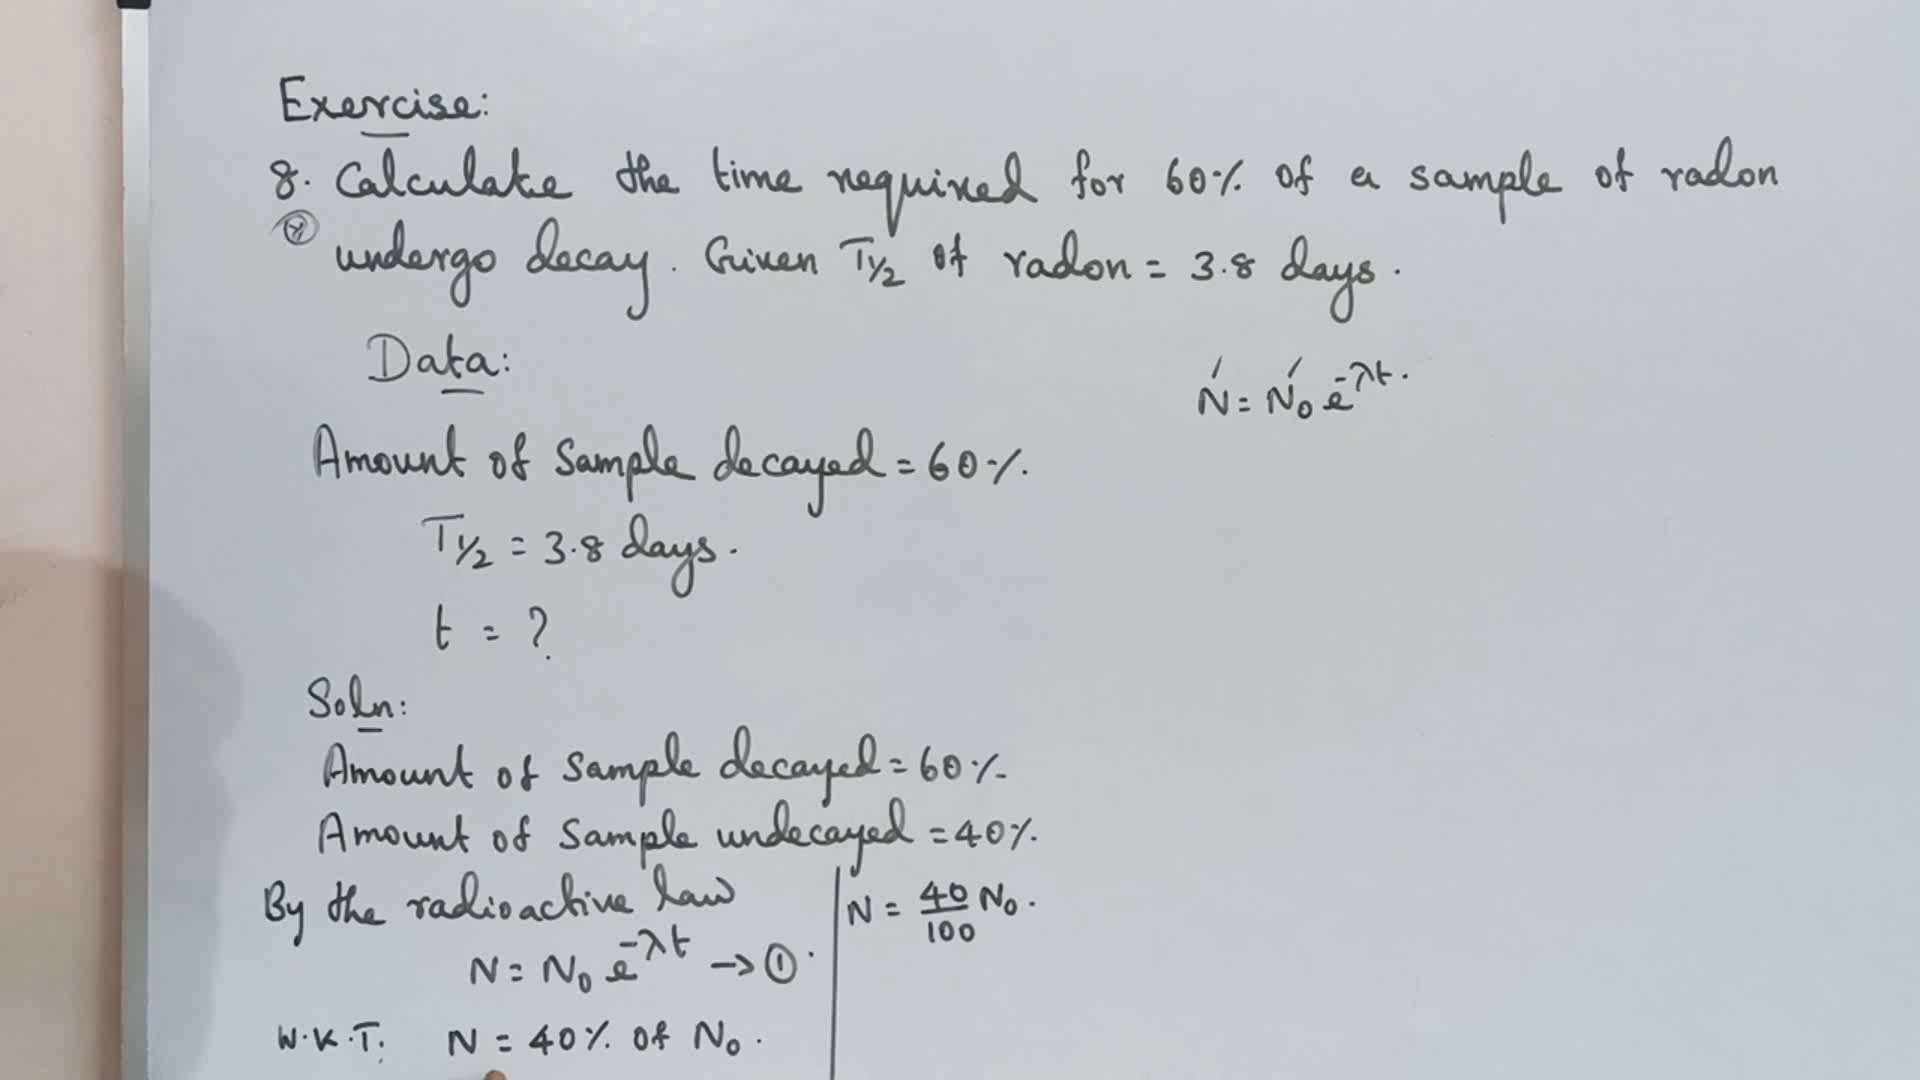 Exercise:
8. Calculate the time required for 60% of a sample of radon
undergo decay. Given T1/2 of radon = 3.8 days.
Data:
N = N₀ e^-λt.
Amount of Sample decayed = 60%.
T1/2 = 3.8 days.
t = ?
Soln:
Amount of Sample decayed = 60%.
Amount of Sample undecayed = 40%.
By the radioactive law
N = N₀ e^-λt → ①.
W.K.T. N = 40% of N₀.
N = 40/100 N₀.